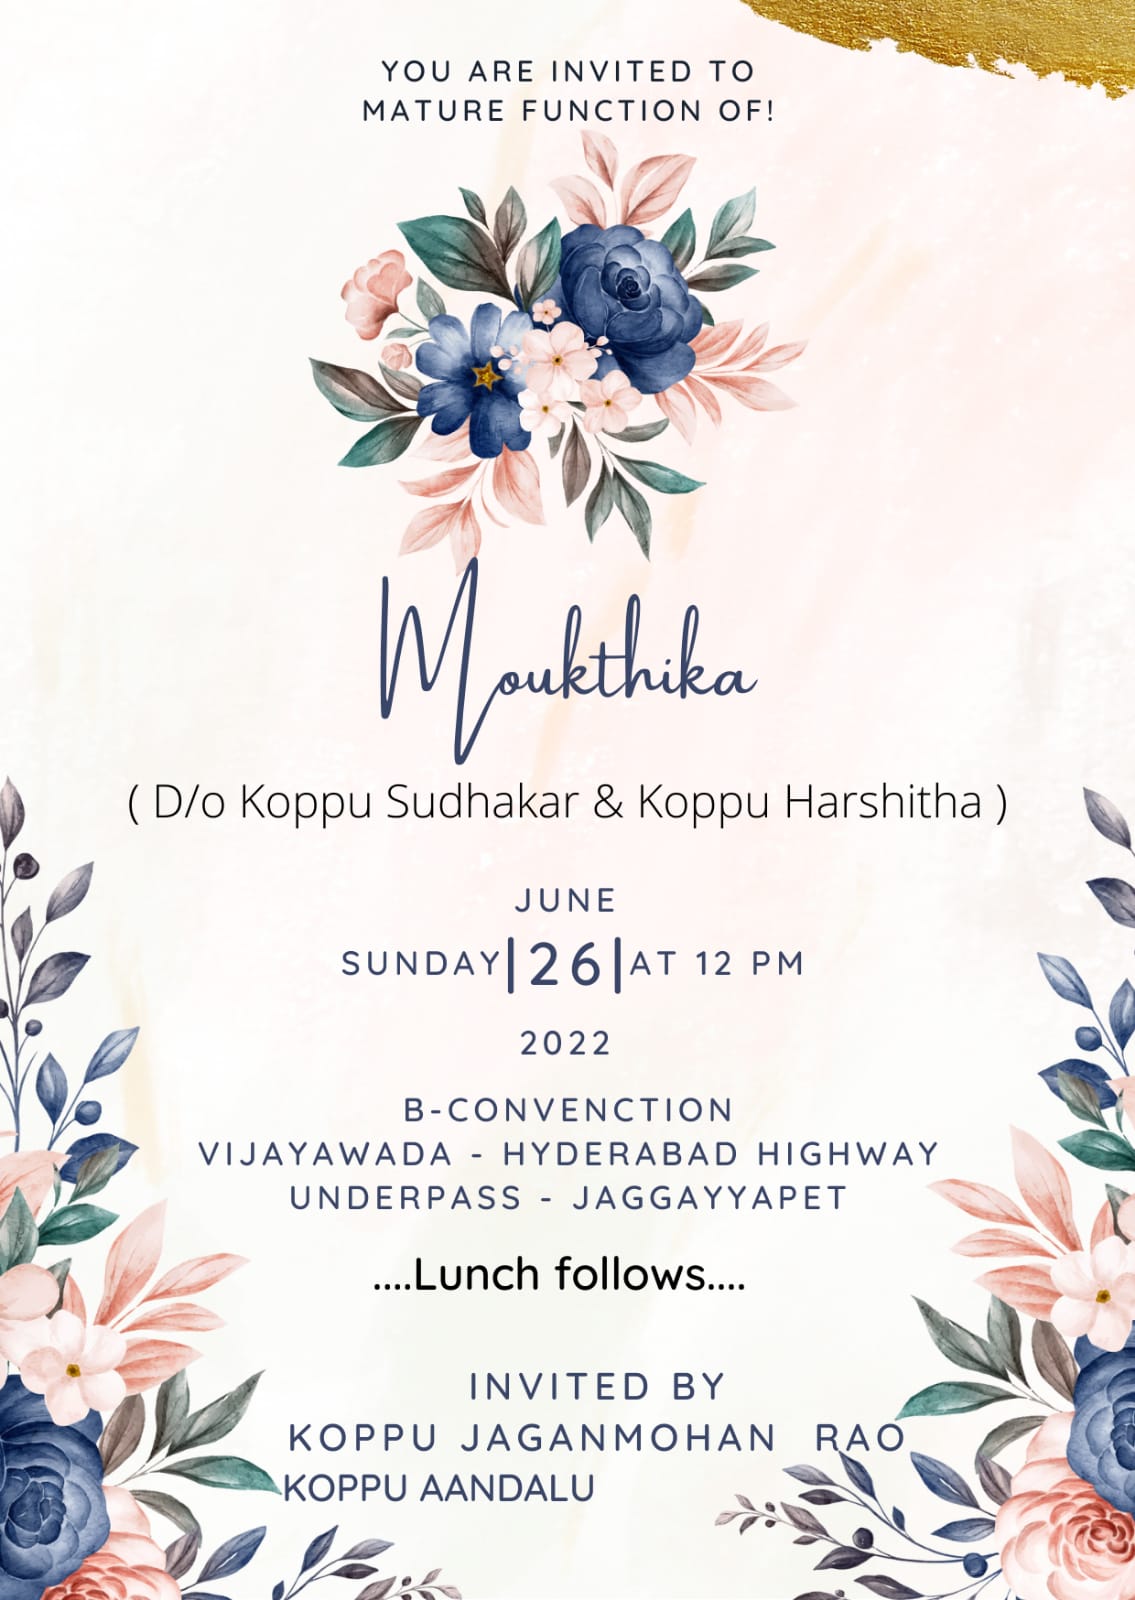 YOU ARE INVITED TO
MATURE FUNCTION OF!
Moukthika
( D/o Koppu Sudhakar & Koppu Harshitha )
JUNE
SUNDAY|26|AT 12 PM
2022
B-CONVENCTION
VIJAYAWADA - HYDERABAD HIGHWAY
UNDERPASS - JAGGAYYAPET
....Lunch follows....
INVITED BY
KOPPU JAGANMOHAN RAO
KOPPU AANDALU